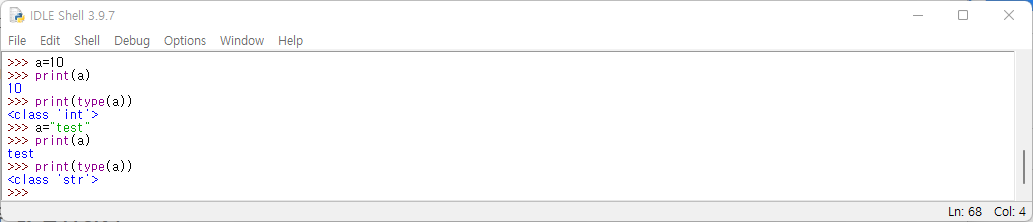 IDLE Shell 3.9.7
File Edit Shell Debug Options Window Help
>>> a=10
>>> print(a)
10
>>> print(type(a))
<class 'int'>
>>> a="test"
>>> print(a)
test
>>> print(type(a))
<class 'str'>
>>>
Ln: 68 Col: 4